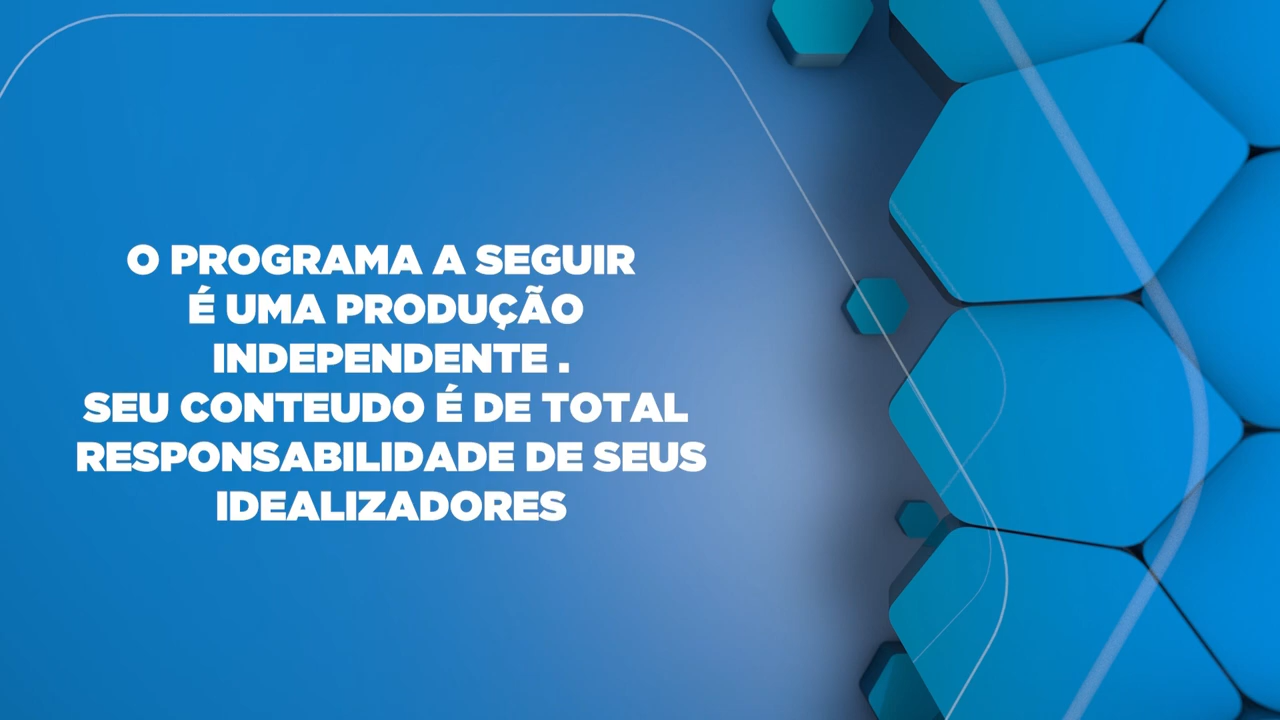 O PROGRAMA A SEGUIR
É UMA PRODUÇÃO
INDEPENDENTE .
SEU CONTEUDO É DE TOTAL
RESPONSABILIDADE DE SEUS
IDEALIZADORES